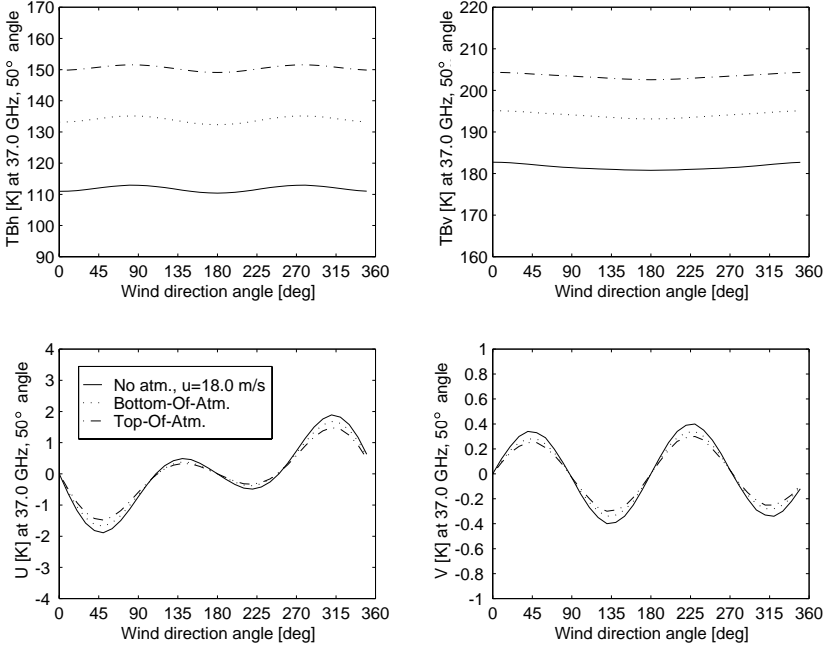 TBh [K] at 37.0 GHz, 50° angle
170
160
150
140
130
120
110
100
90
0 45 90 135 180 225 270 315 360
Wind direction angle [deg]
TBv [K] at 37.0 GHz, 50° angle
220
210
200
190
180
170
160
0 45 90 135 180 225 270 315 360
Wind direction angle [deg]
U [K] at 37.0 GHz, 50° angle
4
3
2
1
0
-1
-2
-3
-4
No atm., u=18.0 m/s
Bottom-Of-Atm.
Top-Of-Atm.
0 45 90 135 180 225 270 315 360
Wind direction angle [deg]
V [K] at 37.0 GHz, 50° angle
1
0.8
0.6
0.4
0.2
0
-0.2
-0.4
-0.6
-0.8
-1
0 45 90 135 180 225 270 315 360
Wind direction angle [deg]